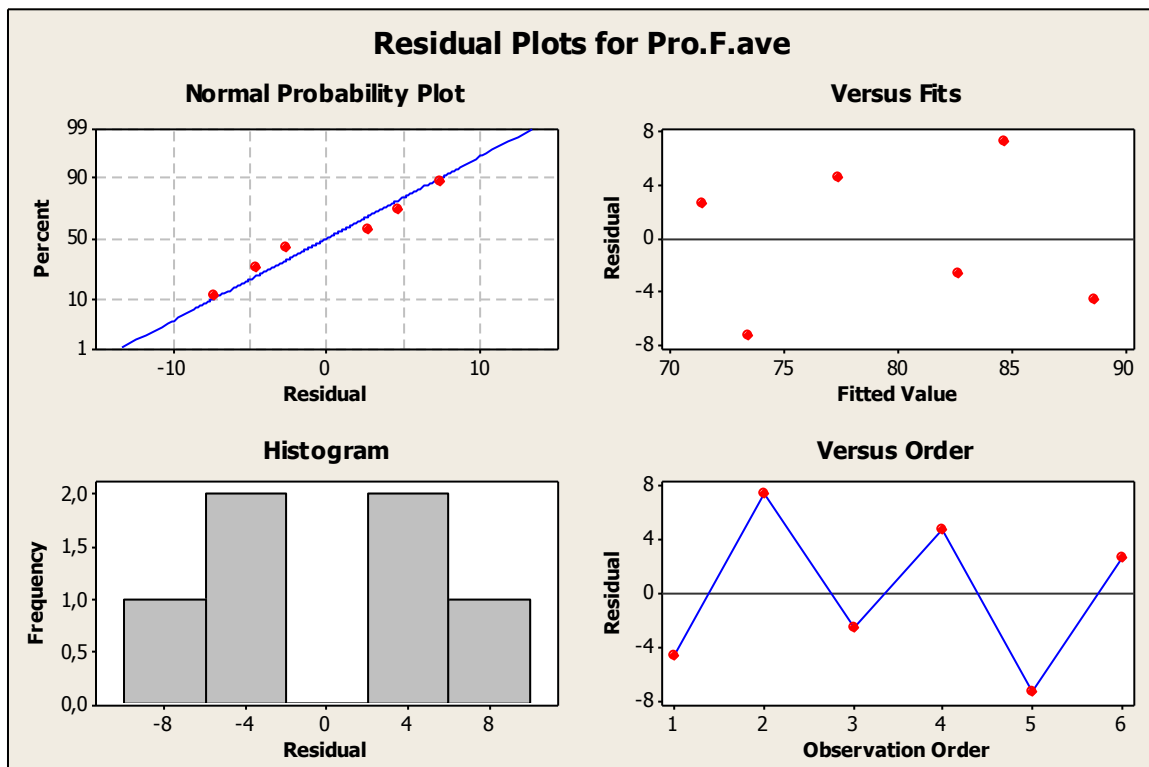 Residual Plots for Pro.F.ave
Normal Probability Plot
99
90
50
10
1
Percent
-10 0 10
Residual
Versus Fits
8
4
0
-4
-8
Residual
70 75 80 85 90
Fitted Value
Histogram
2,0
1,5
1,0
0,5
0,0
Frequency
-8 -4 0 4 8
Residual
Versus Order
8
4
0
-4
-8
Residual
1 2 3 4 5 6
Observation Order